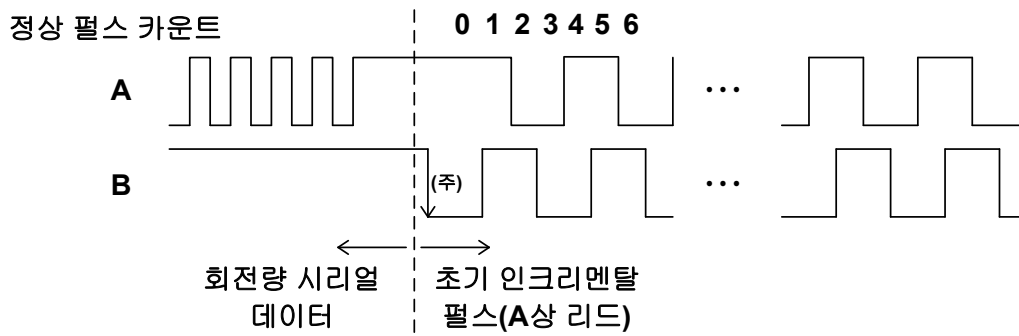 정상 펄스 카운트
0 1 2 3 4 5 6
A
...
B
(주)
...
회전량 시리얼
데이터
초기 인크리멘탈
펄스(A상 리드)